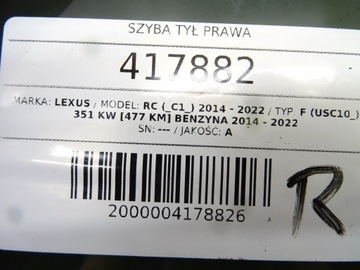 SZYBA TYŁ PRAWA
417882
MARKA: LEXUS / MODEL: RC (_C1_) 2014 - 2022 / TYP. F (USC10_)
351 KW [477 KM] BENZYNA 2014 - 2022
SN: --- / JAKOŚĆ: A
2000004178826
R